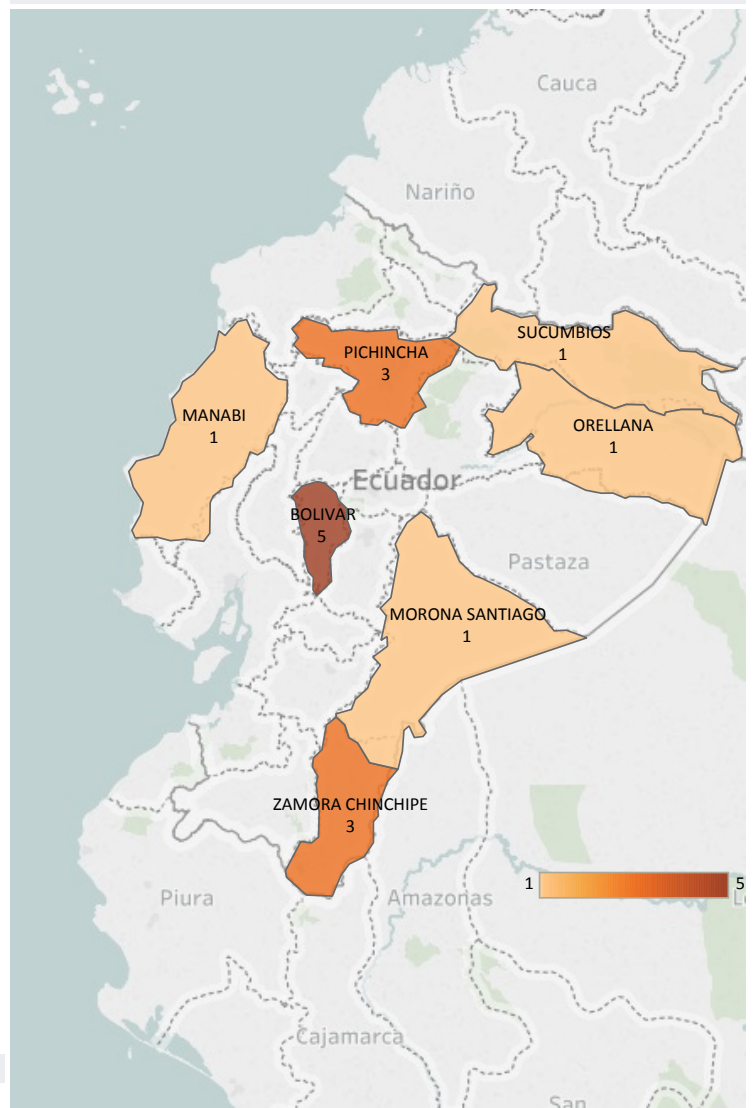 Cauca
Nariño
SUCUMBIOS
1
PICHINCHA
3
MANABI
1
ORELLANA
1
Ecuador
BOLIVAR
5
Pastaza
MORONA SANTIAGO
1
ZAMORA CHINCHIPE
3
1
5
Piura
Amazonas
Cajamarca
San